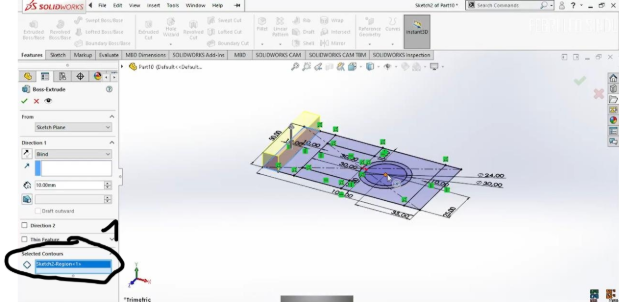 SOLIDWORKS File Edit View Insert Tools Window Help
Sketch2 of Part10 *
Search Commands
Extruded Boss/Base
Revolved Boss/Base
Swept Boss/Base
Lofted Boss/Base
Boundary Boss/Base
Extruded Cut
Hole Wizard
Revolved Cut
Swept Cut
Lofted Cut
Boundary Cut
Fillet
Linear Pattern
Rib
Draft
Shell
Wrap
Intersect
Mirror
Reference Geometry
Curves
Instant3D
Features Sketch Markup Evaluate MBD Dimensions SOLIDWORKS Add-Ins MBD SOLIDWORKS CAM SOLIDWORKS CAM TBM SOLIDWORKS Inspection
Part10 (Default<<Default...
Boss-Extrude
From
Sketch Plane
Direction 1
Blind
10.00mm
Draft outward
Direction 2
Thin Feature
1
Selected Contours
Sketch2-Region<1>
Ø 24.00
Ø 30.00
*Trimetric